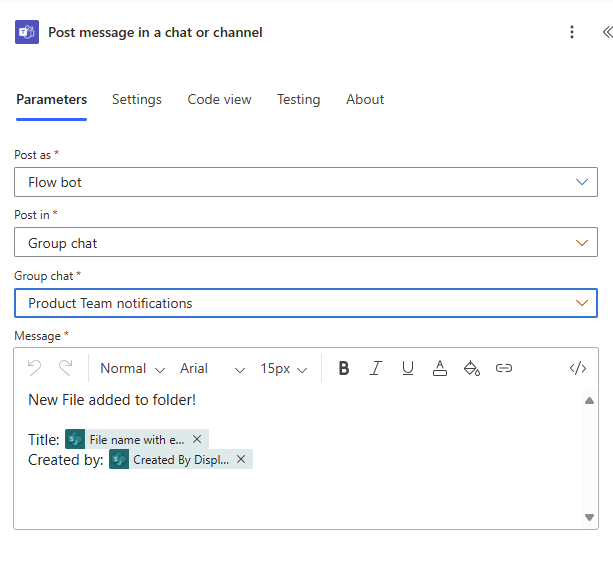 Post message in a chat or channel
Parameters Settings Code view Testing About
Post as *
Flow bot
Post in *
Group chat
Group chat *
Product Team notifications
Message *
Normal Arial 15px B I U A </>
New File added to folder!
Title: File name with e... ×
Created by: Created By Displ... ×